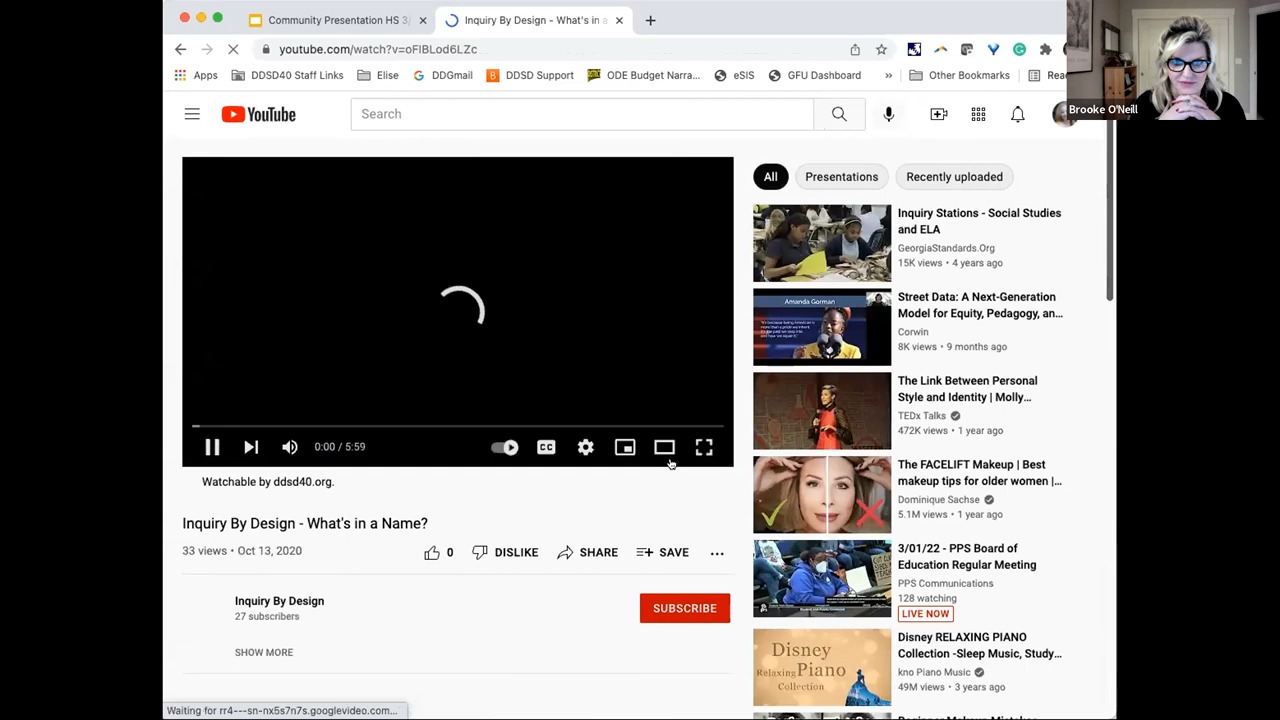 Community Presentation HS 3/
Inquiry By Design - What's in a
youtube.com/watch?v=oFIBLod6LZc
Apps
DDSD40 Staff Links
Elise
DDGmail
DDSD Support
ODE Budget Narra...
eSIS
GFU Dashboard
»
Other Bookmarks
Rea
Brooke O'Neill
YouTube
Search
0:00 / 5:59
CC
Watchable by ddsd40.org.
Inquiry By Design - What's in a Name?
33 views • Oct 13, 2020
0
DISLIKE
SHARE
SAVE
Inquiry By Design
27 subscribers
SUBSCRIBE
SHOW MORE
All
Presentations
Recently uploaded
Inquiry Stations - Social Studies
and ELA
GeorgiaStandards.Org
15K views • 4 years ago
Amanda Gorman
Street Data: A Next-Generation
Model for Equity, Pedagogy, an...
Corwin
8K views • 9 months ago
The Link Between Personal
Style and Identity | Molly...
TEDx Talks
472K views • 1 year ago
The FACELIFT Makeup | Best
makeup tips for older women |...
Dominique Sachse
5.1M views • 1 year ago
3/01/22 - PPS Board of
Education Regular Meeting
PPS Communications
128 watching
LIVE NOW
Disney
Relaxing Piano
Collection
Disney RELAXING PIANO
Collection -Sleep Music, Study...
kno Piano Music
49M views • 3 years ago
Waiting for rr4---sn-nx5s7n7s.googlevideo.com...